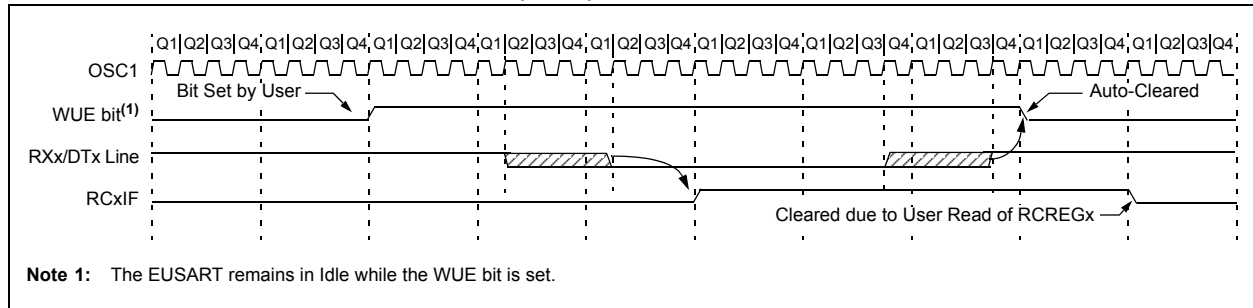 Q1 Q2 Q3 Q4 Q1 Q2 Q3 Q4 Q1 Q2 Q3 Q4 Q1 Q2 Q3 Q4 Q1 Q2 Q3 Q4 Q1 Q2 Q3 Q4 Q1 Q2 Q3 Q4 Q1 Q2 Q3 Q4 Q1 Q2 Q3 Q4 Q1 Q2 Q3 Q4
OSC1
Bit Set by User
Auto-Cleared
WUE bit(1)
RXx/DTx Line
RCxIF
Cleared due to User Read of RCREGx
Note 1: The EUSART remains in Idle while the WUE bit is set.